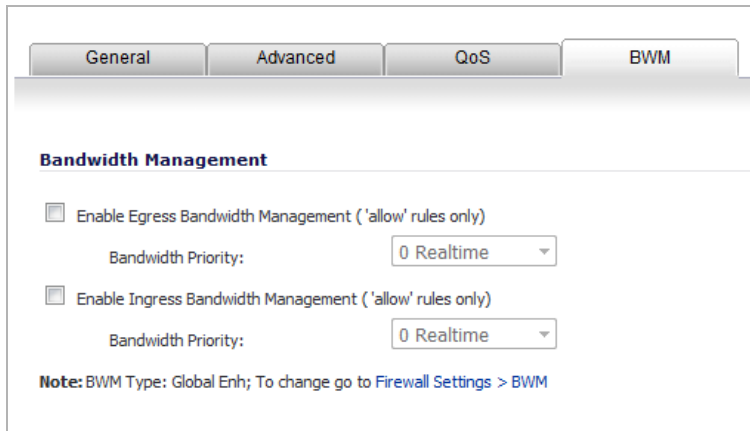 General Advanced QoS BWM
Bandwidth Management
Enable Egress Bandwidth Management ( 'allow' rules only)
Bandwidth Priority: 0 Realtime
Enable Ingress Bandwidth Management ( 'allow' rules only)
Bandwidth Priority: 0 Realtime
Note: BWM Type: Global Enh; To change go to Firewall Settings > BWM